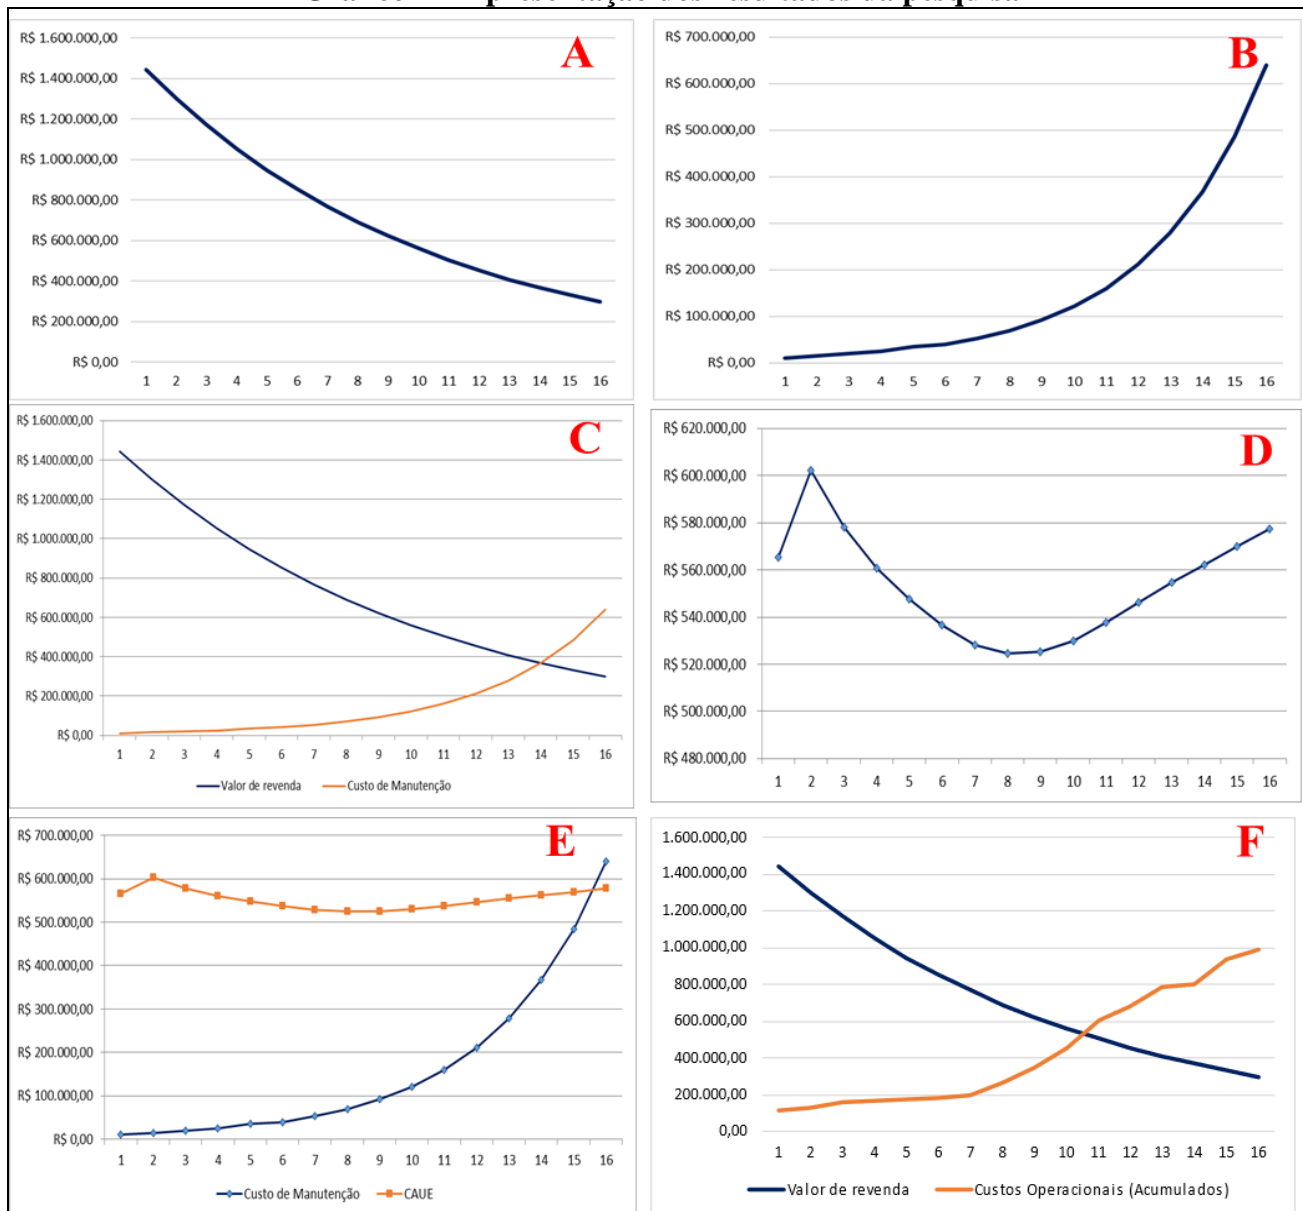 dos resultados da pesquisa
A
R$ 1.600.000,00
R$ 1.400.000,00
R$ 1.200.000,00
R$ 1.000.000,00
R$ 800.000,00
R$ 600.000,00
R$ 400.000,00
R$ 200.000,00
R$ 0,00
1 2 3 4 5 6 7 8 9 10 11 12 13 14 15 16
B
R$ 700.000,00
R$ 600.000,00
R$ 500.000,00
R$ 400.000,00
R$ 300.000,00
R$ 200.000,00
R$ 100.000,00
R$ 0,00
1 2 3 4 5 6 7 8 9 10 11 12 13 14 15 16
C
R$ 1.600.000,00
R$ 1.400.000,00
R$ 1.200.000,00
R$ 1.000.000,00
R$ 800.000,00
R$ 600.000,00
R$ 400.000,00
R$ 200.000,00
R$ 0,00
1 2 3 4 5 6 7 8 9 10 11 12 13 14 15 16
Valor de revenda Custo de Manutenção
D
R$ 620.000,00
R$ 600.000,00
R$ 580.000,00
R$ 560.000,00
R$ 540.000,00
R$ 520.000,00
R$ 500.000,00
R$ 480.000,00
1 2 3 4 5 6 7 8 9 10 11 12 13 14 15 16
E
R$ 700.000,00
R$ 600.000,00
R$ 500.000,00
R$ 400.000,00
R$ 300.000,00
R$ 200.000,00
R$ 100.000,00
R$ 0,00
1 2 3 4 5 6 7 8 9 10 11 12 13 14 15 16
Custo de Manutenção CAUE
F
1.600.000,00
1.400.000,00
1.200.000,00
1.000.000,00
800.000,00
600.000,00
400.000,00
200.000,00
0,00
1 2 3 4 5 6 7 8 9 10 11 12 13 14 15 16
Valor de revenda Custos Operacionais (Acumulados)